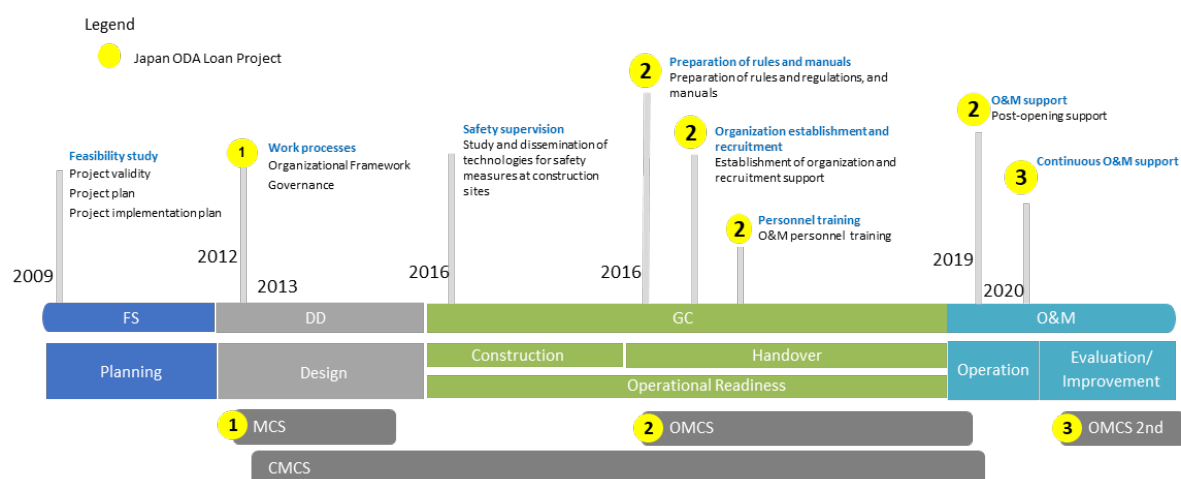 Legend
Japan ODA Loan Project
Feasibility study
Project validity
Project plan
Project implementation plan
1
Work processes
Organizational Framework
Governance
Safety supervision
Study and dissemination of
technologies for safety
measures at construction
sites
2
Preparation of rules and manuals
Preparation of rules and regulations, and
manuals
2
Organization establishment and
recruitment
Establishment of organization and
recruitment support
2
Personnel training
O&M personnel training
2
O&M support
Post-opening support
3
Continuous O&M support
2009
2012
2013
2016
2016
2019
2020
FS
DD
GC
O&M
Planning
Design
Construction
Handover
Operational Readiness
Operation
Evaluation/
Improvement
1
MCS
2
OMCS
3
OMCS 2nd
CMCS